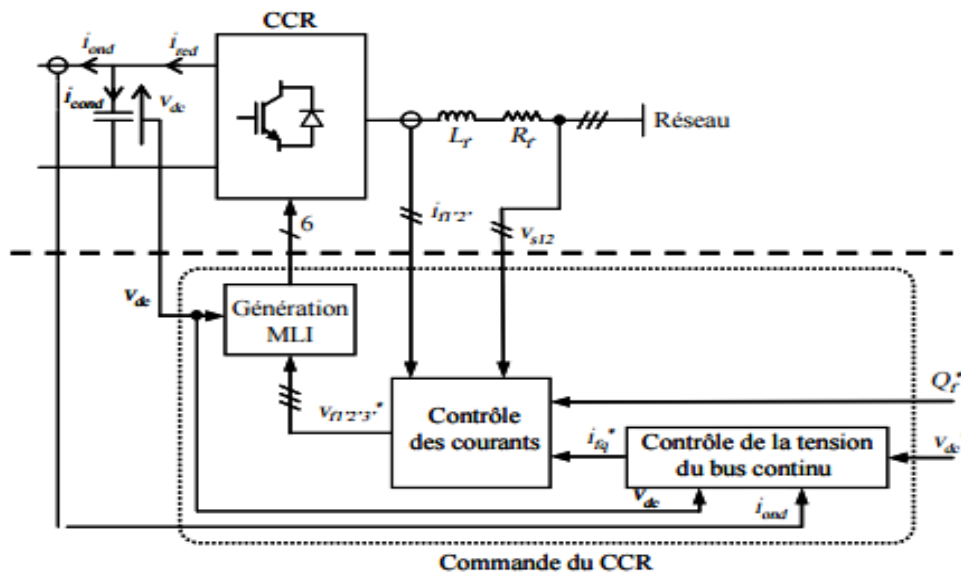 CCR
i_ond
i_red
i_cond
v_dc
L_f
R_f
Réseau
6
i_f1'2'
v_s12
v_dc
Génération
MLI
v_f1'2'3'*
Contrôle
des courants
Q_f*
i_fq*
Contrôle de la tension
du bus continu
v_dc*
v_dc
i_ond
Commande du CCR